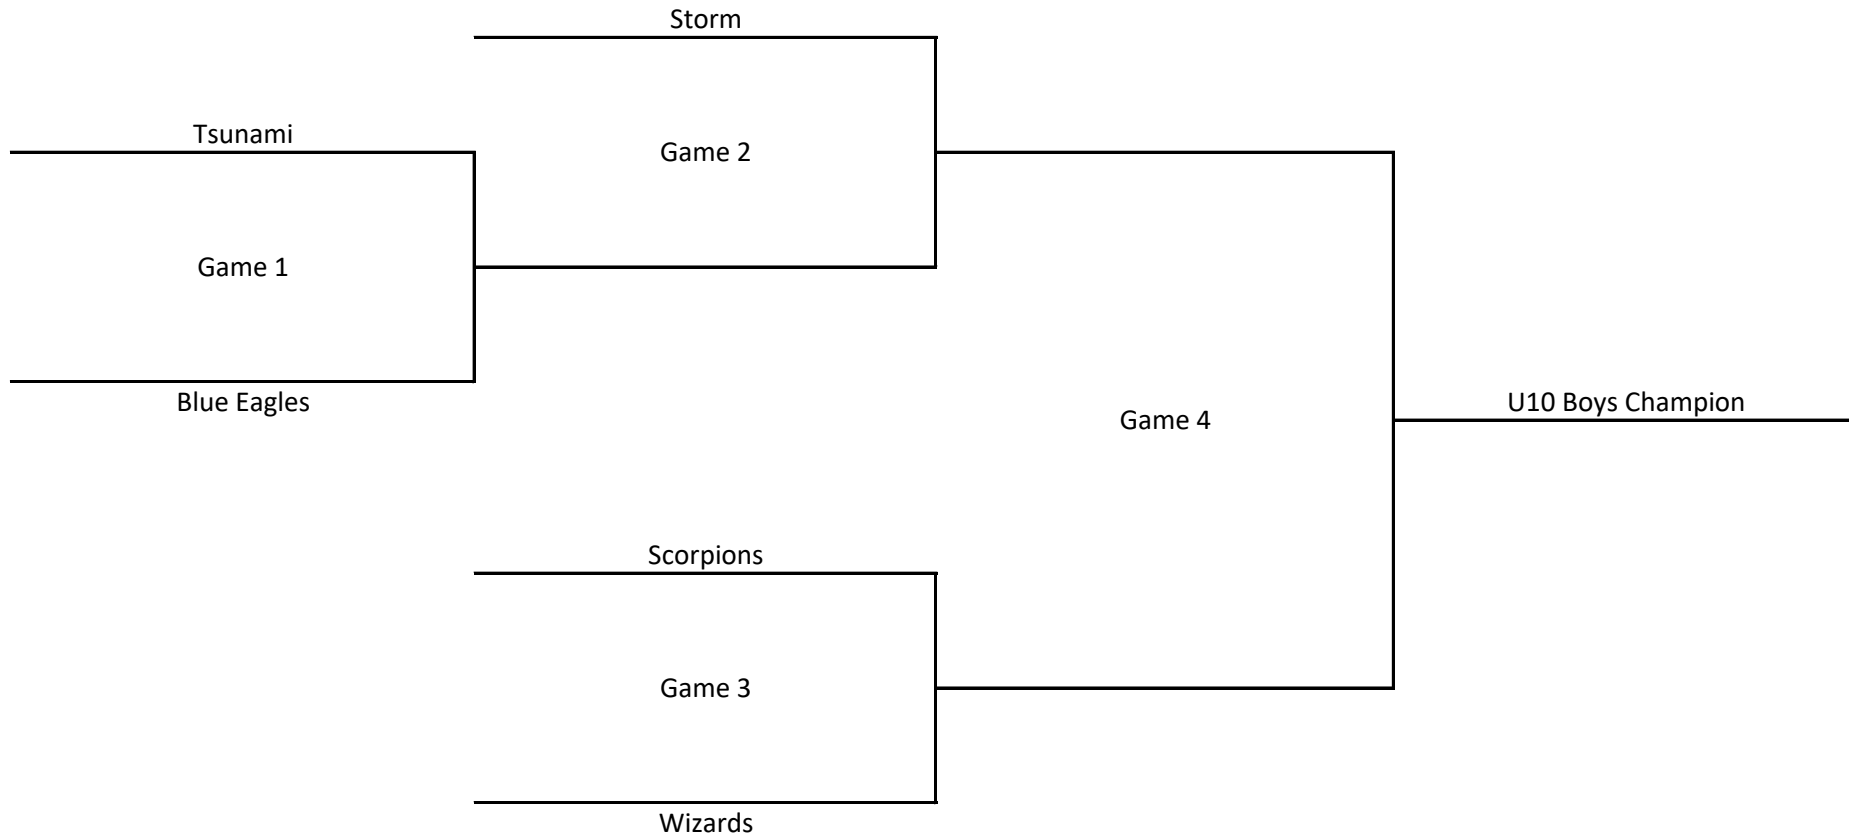 Storm
Tsunami
Game 2
Game 1
Blue Eagles
U10 Boys Champion
Game 4
Scorpions
Game 3
Wizards